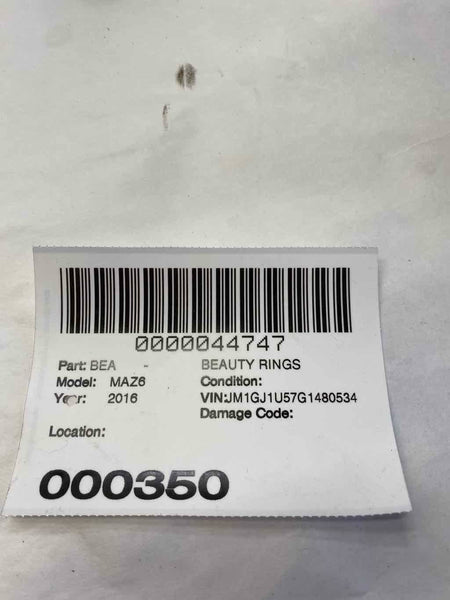 0000044747
Part: BEA - BEAUTY RINGS
Model: MAZ6 Condition:
Year: 2016 VIN:JM1GJ1U57G1480534
Damage Code:
Location:
000350